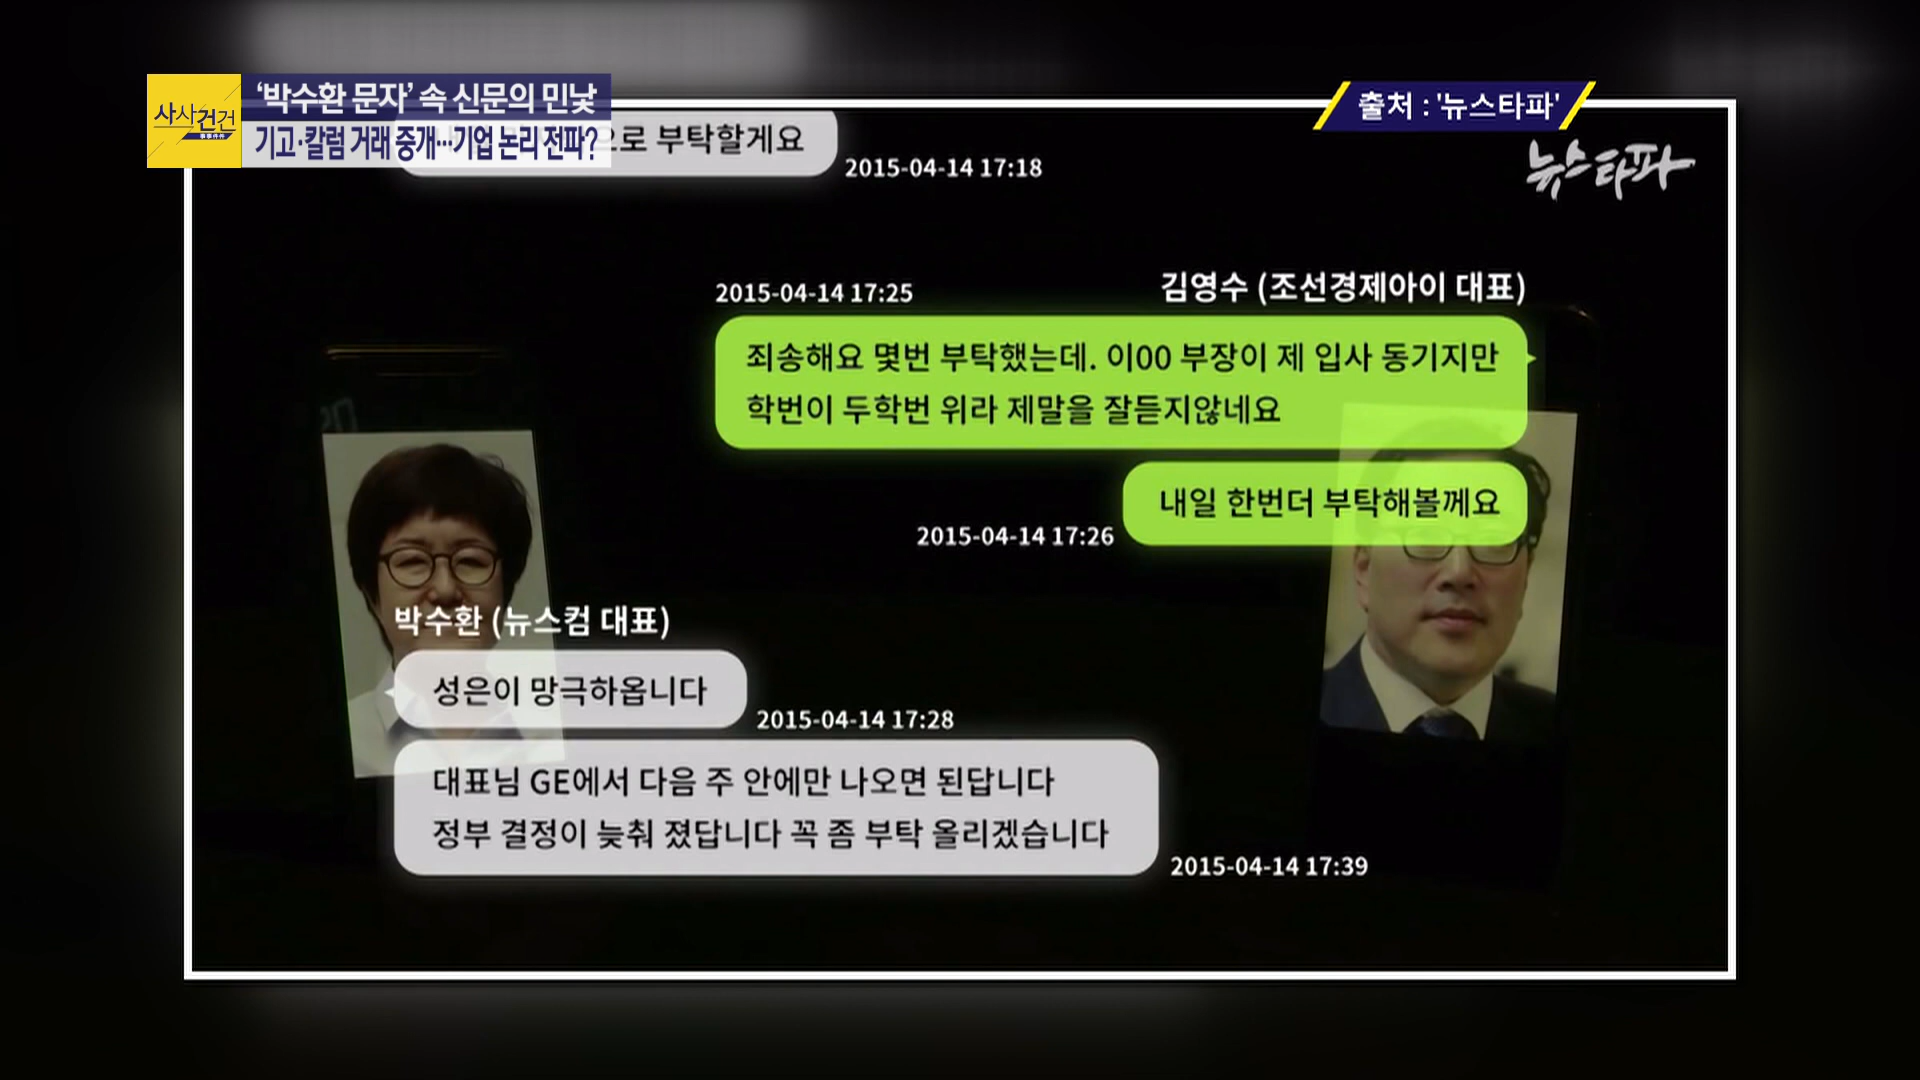 사사건건
事事件件
‘박수환 문자’ 속 신문의 민낯
기고·칼럼 거래 중개…기업 논리 전파?
출처 : '뉴스타파'
뉴스타파
으로 부탁할게요
2015-04-14 17:18
2015-04-14 17:25
김영수 (조선경제아이 대표)
죄송해요 몇번 부탁했는데. 이00 부장이 제 입사 동기지만
학번이 두학번 위라 제말을 잘듣지않네요
내일 한번더 부탁해볼께요
2015-04-14 17:26
박수환 (뉴스컴 대표)
성은이 망극하옵니다
2015-04-14 17:28
대표님 GE에서 다음 주 안에만 나오면 된답니다
정부 결정이 늦춰 졌답니다 꼭 좀 부탁 올리겠습니다
2015-04-14 17:39